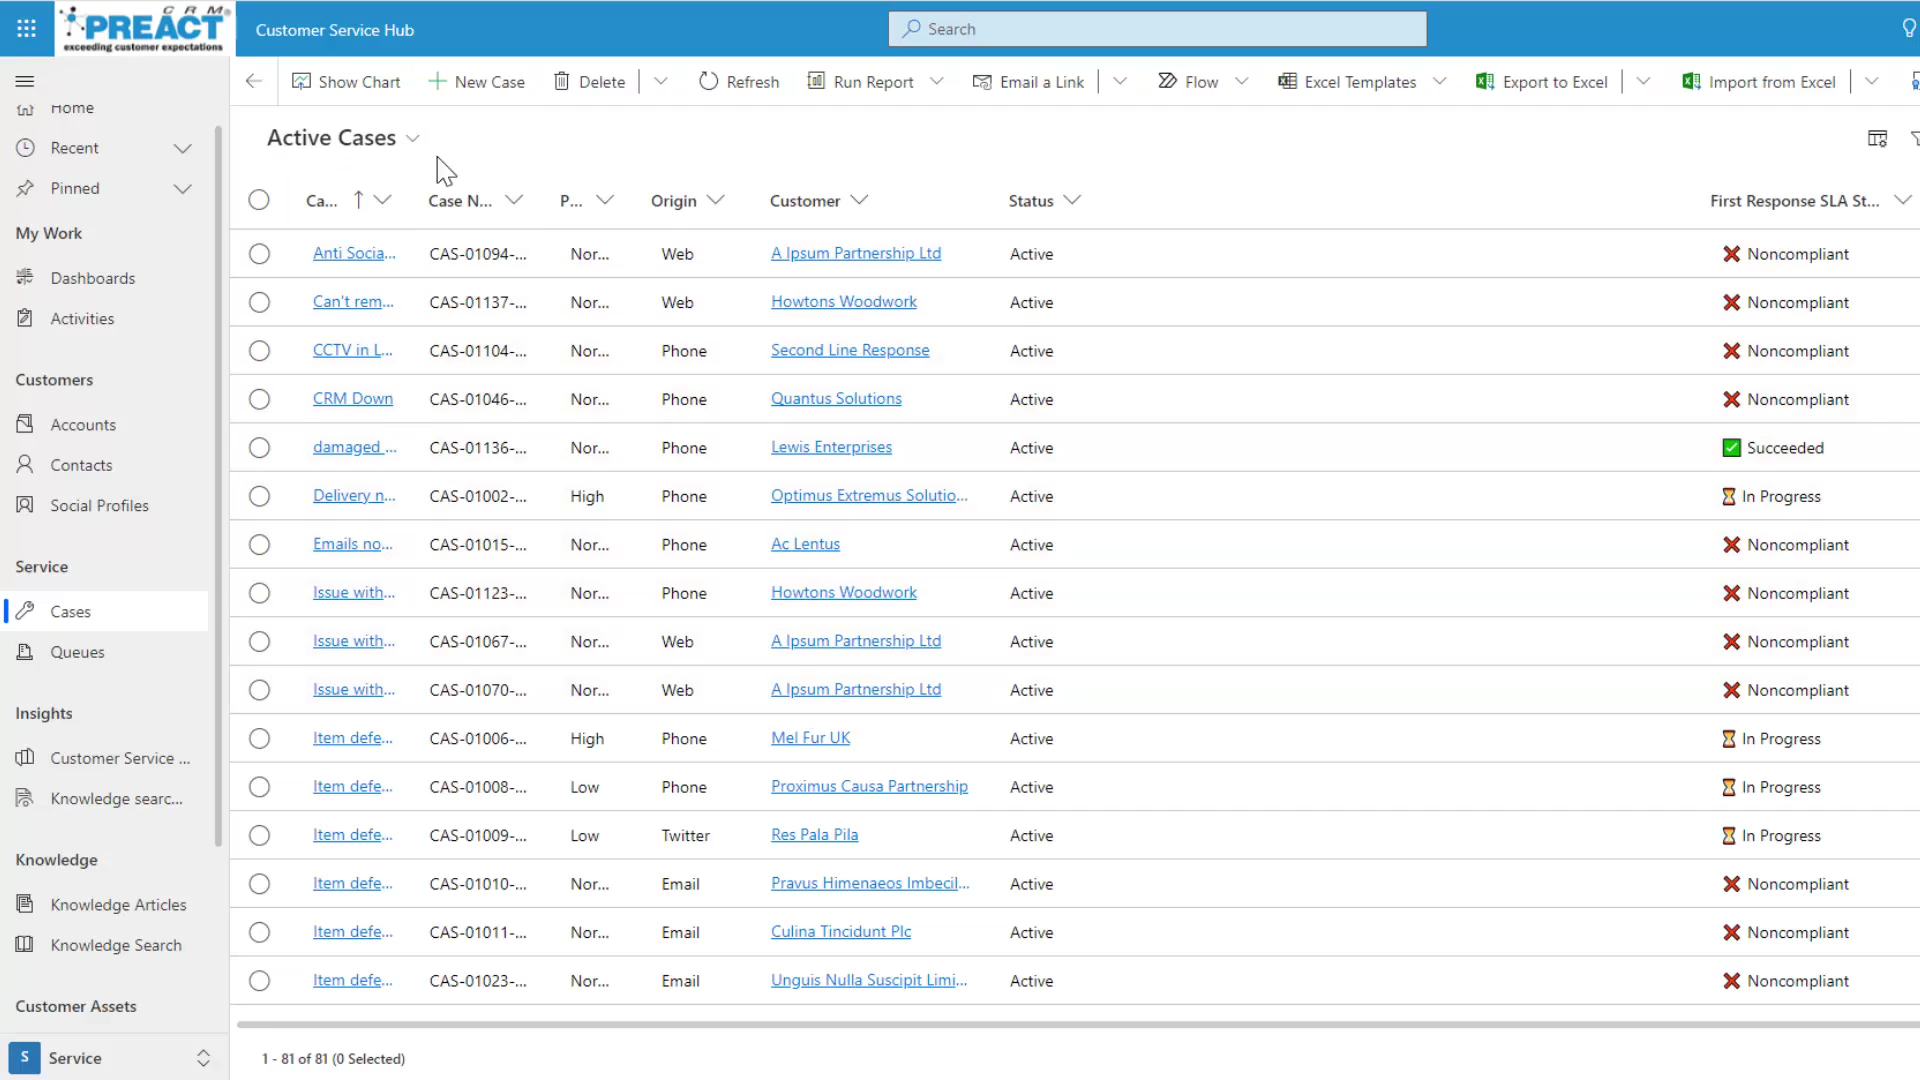 CRM
PREACT
exceeding customer expectations
Customer Service Hub
Search
Show Chart
New Case
Delete
Refresh
Run Report
Email a Link
Flow
Excel Templates
Export to Excel
Import from Excel
Home
Recent
Pinned
My Work
Dashboards
Activities
Customers
Accounts
Contacts
Social Profiles
Service
Cases
Queues
Insights
Customer Service ...
Knowledge searc...
Knowledge
Knowledge Articles
Knowledge Search
Customer Assets
S Service
Active Cases
Ca... Case N... P... Origin Customer Status First Response SLA St...
Anti Socia... CAS-01094-... Nor... Web A Ipsum Partnership Ltd Active Noncompliant
Can't rem... CAS-01137-... Nor... Web Howtons Woodwork Active Noncompliant
CCTV in L... CAS-01104-... Nor... Phone Second Line Response Active Noncompliant
CRM Down CAS-01046-... Nor... Phone Quantus Solutions Active Noncompliant
damaged ... CAS-01136-... Nor... Phone Lewis Enterprises Active Succeeded
Delivery n... CAS-01002-... High Phone Optimus Extremus Solutio... Active In Progress
Emails no... CAS-01015-... Nor... Phone Ac Lentus Active Noncompliant
Issue with... CAS-01123-... Nor... Phone Howtons Woodwork Active Noncompliant
Issue with... CAS-01067-... Nor... Web A Ipsum Partnership Ltd Active Noncompliant
Issue with... CAS-01070-... Nor... Web A Ipsum Partnership Ltd Active Noncompliant
Item defe... CAS-01006-... High Phone Mel Fur UK Active In Progress
Item defe... CAS-01008-... Low Phone Proximus Causa Partnership Active In Progress
Item defe... CAS-01009-... Low Twitter Res Pala Pila Active In Progress
Item defe... CAS-01010-... Nor... Email Pravus Himenaeos Imbecil... Active Noncompliant
Item defe... CAS-01011-... Nor... Email Culina Tincidunt Plc Active Noncompliant
Item defe... CAS-01023-... Nor... Email Unguis Nulla Suscipit Limi... Active Noncompliant
1 - 81 of 81 (0 Selected)